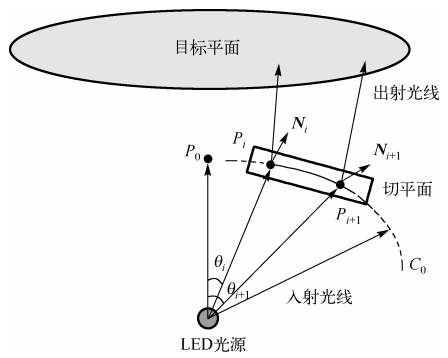 目标平面
出射光线
P₀
Pᵢ
Nᵢ
Nᵢ₊₁
切平面
Pᵢ₊₁
θᵢ
θᵢ₊₁
C₀
入射光线
LED光源